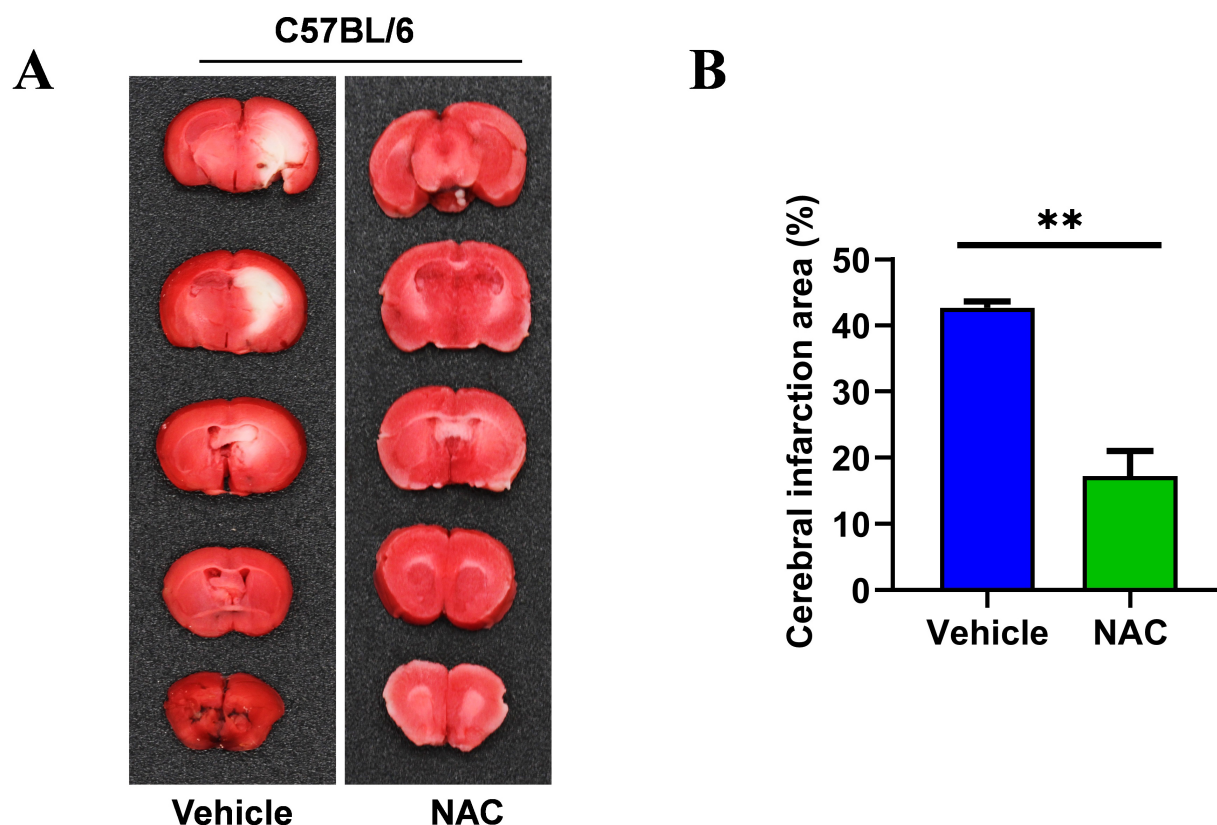 A
C57BL/6
Vehicle
NAC
B
Cerebral infarction area (%)
**
50
40
30
20
10
0
Vehicle
NAC